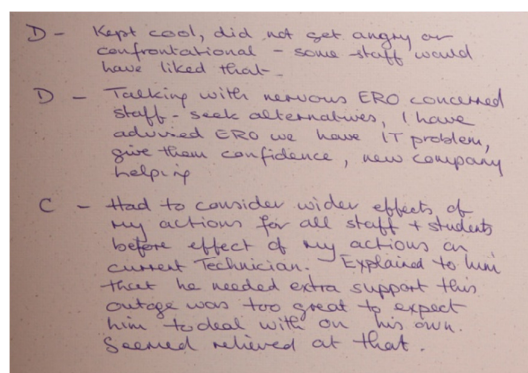 D - Kept cool, did not get angry or
confrontational - some staff would
have liked that -
D - Talking with nervous ERO concerned
staff - seek alternatives, I have
advised ERO we have IT problem,
give them confidence, new company
helping
C - Had to consider wider effects of
my actions for all staff + students
before effect of my actions on
current Technician. Explained to him
that he needed extra support this
outage was too great to expect
him to deal with on his own.
Seemed relieved at that.